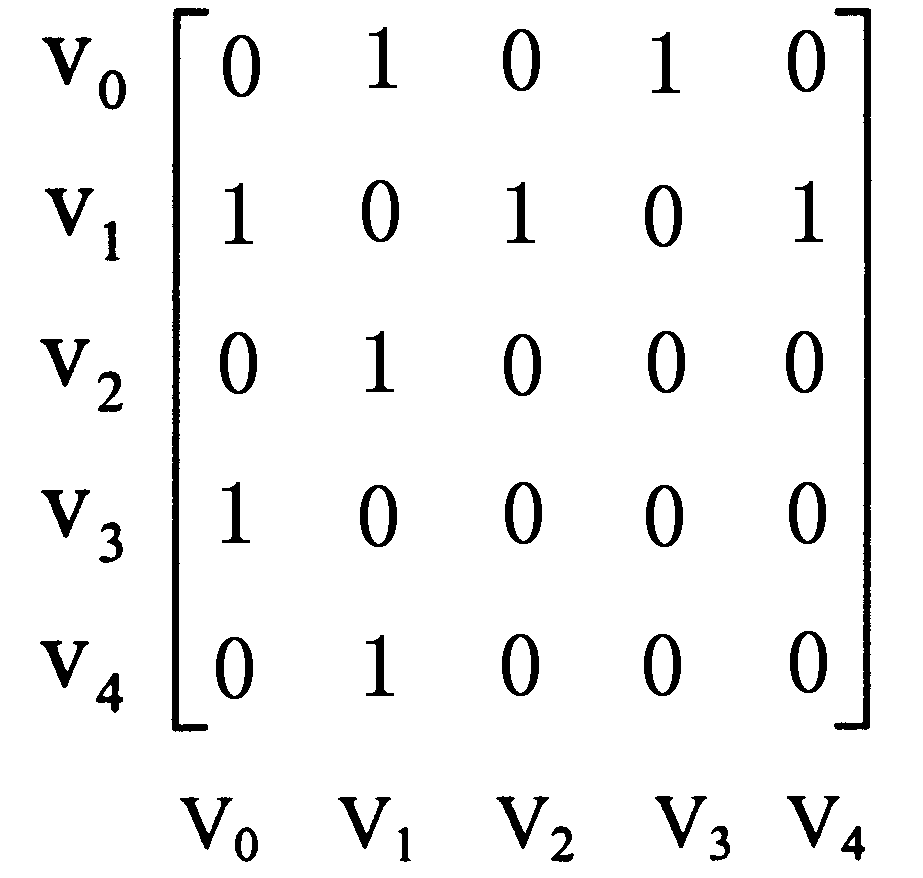 V₀ 0 1 0 1 0
V₁ 1 0 1 0 1
V₂ 0 1 0 0 0
V₃ 1 0 0 0 0
V₄ 0 1 0 0 0
V₀ V₁ V₂ V₃ V₄